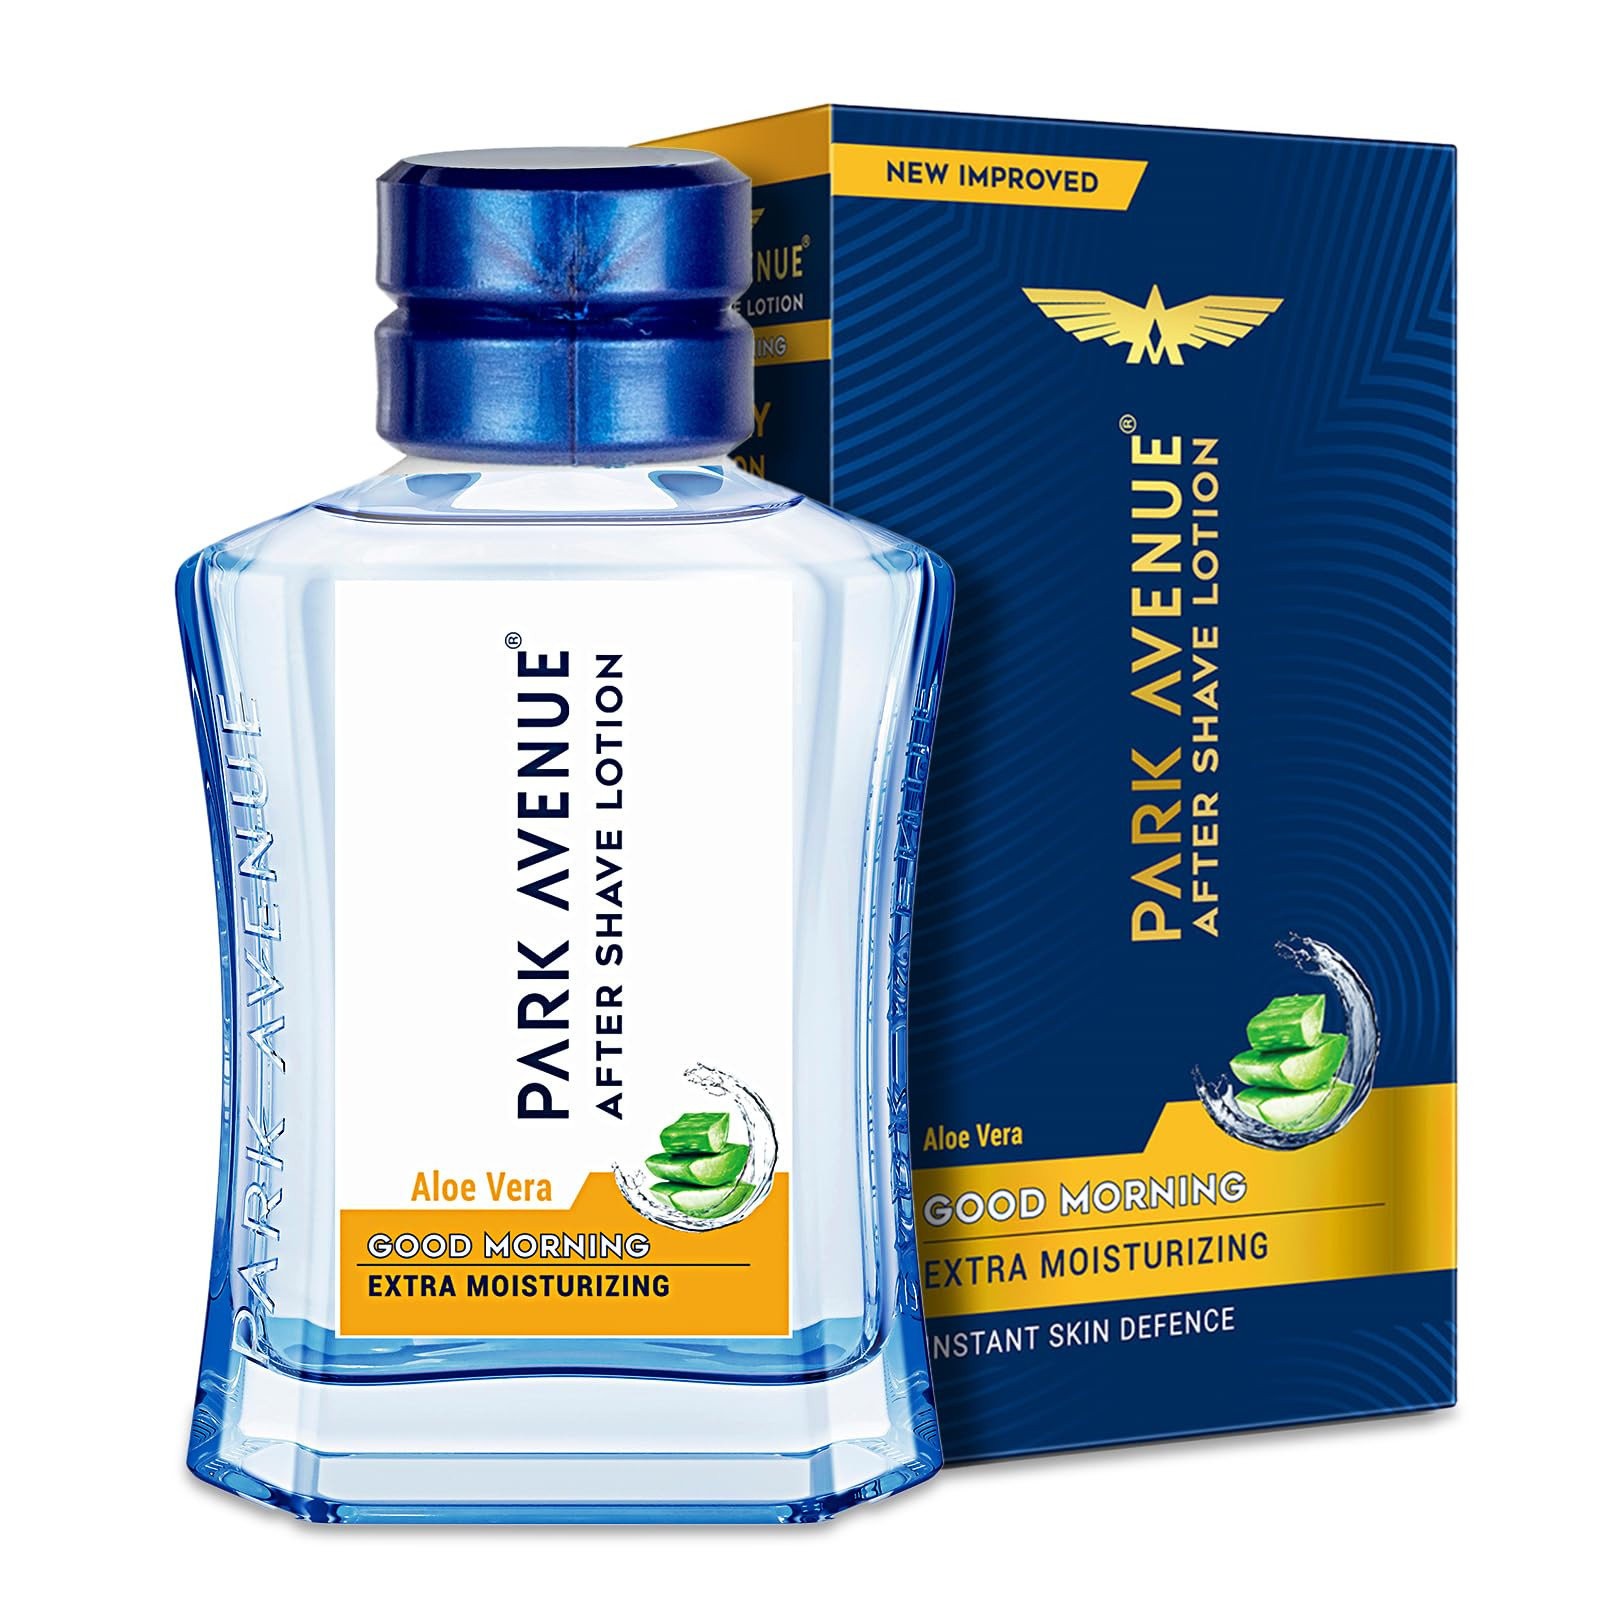 PARK AVENUE®
AFTER SHAVE LOTION
Aloe Vera
GOOD MORNING
EXTRA MOISTURIZING
PARK AVENUE
NEW IMPROVED
PARK AVENUE®
AFTER SHAVE LOTION
Aloe Vera
GOOD MORNING
EXTRA MOISTURIZING
INSTANT SKIN DEFENCE
LOTION